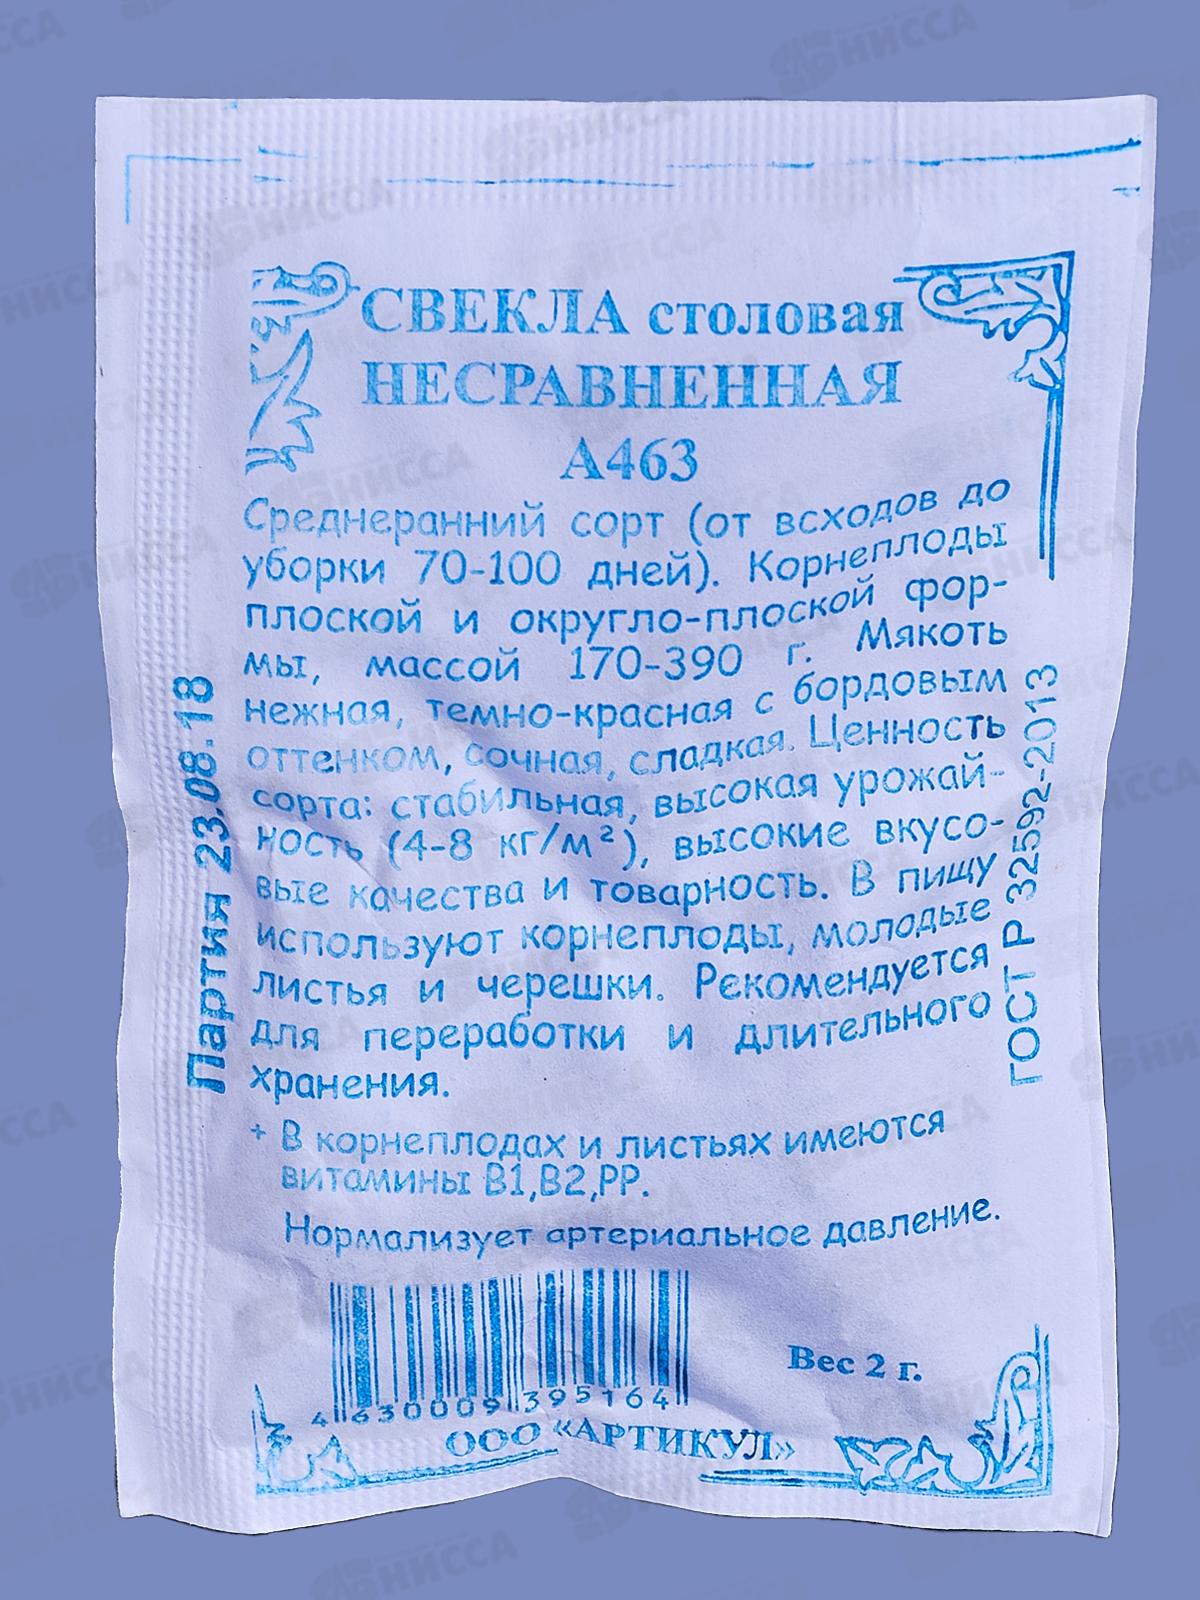 СВЕКЛА столовая
НЕСРАВНЕННАЯ
А463
Среднеранний сорт (от всходов до
уборки 70-100 дней). Корнеплоды
плоской и округло-плоской фор-
мы, массой 170-390 г. Мякоть
нежная, темно-красная с бордовым
оттенком, сочная, сладкая. Ценность
сорта: стабильная, высокая урожай-
ность (4-8 кг/м²), высокие вкусо-
вые качества и товарность. В пищу
используют корнеплоды, молодые
листья и черешки. Рекомендуется
для переработки и длительного
хранения.
+ В корнеплодах и листьях имеются
витамины В1,В2,РР.
Нормализует артериальное давление.
Партия 23.08.18
ГОСТ Р 32592-2013
Вес 2 г.
4 630009 395164
ООО «АРТИКУЛ»
НИССА